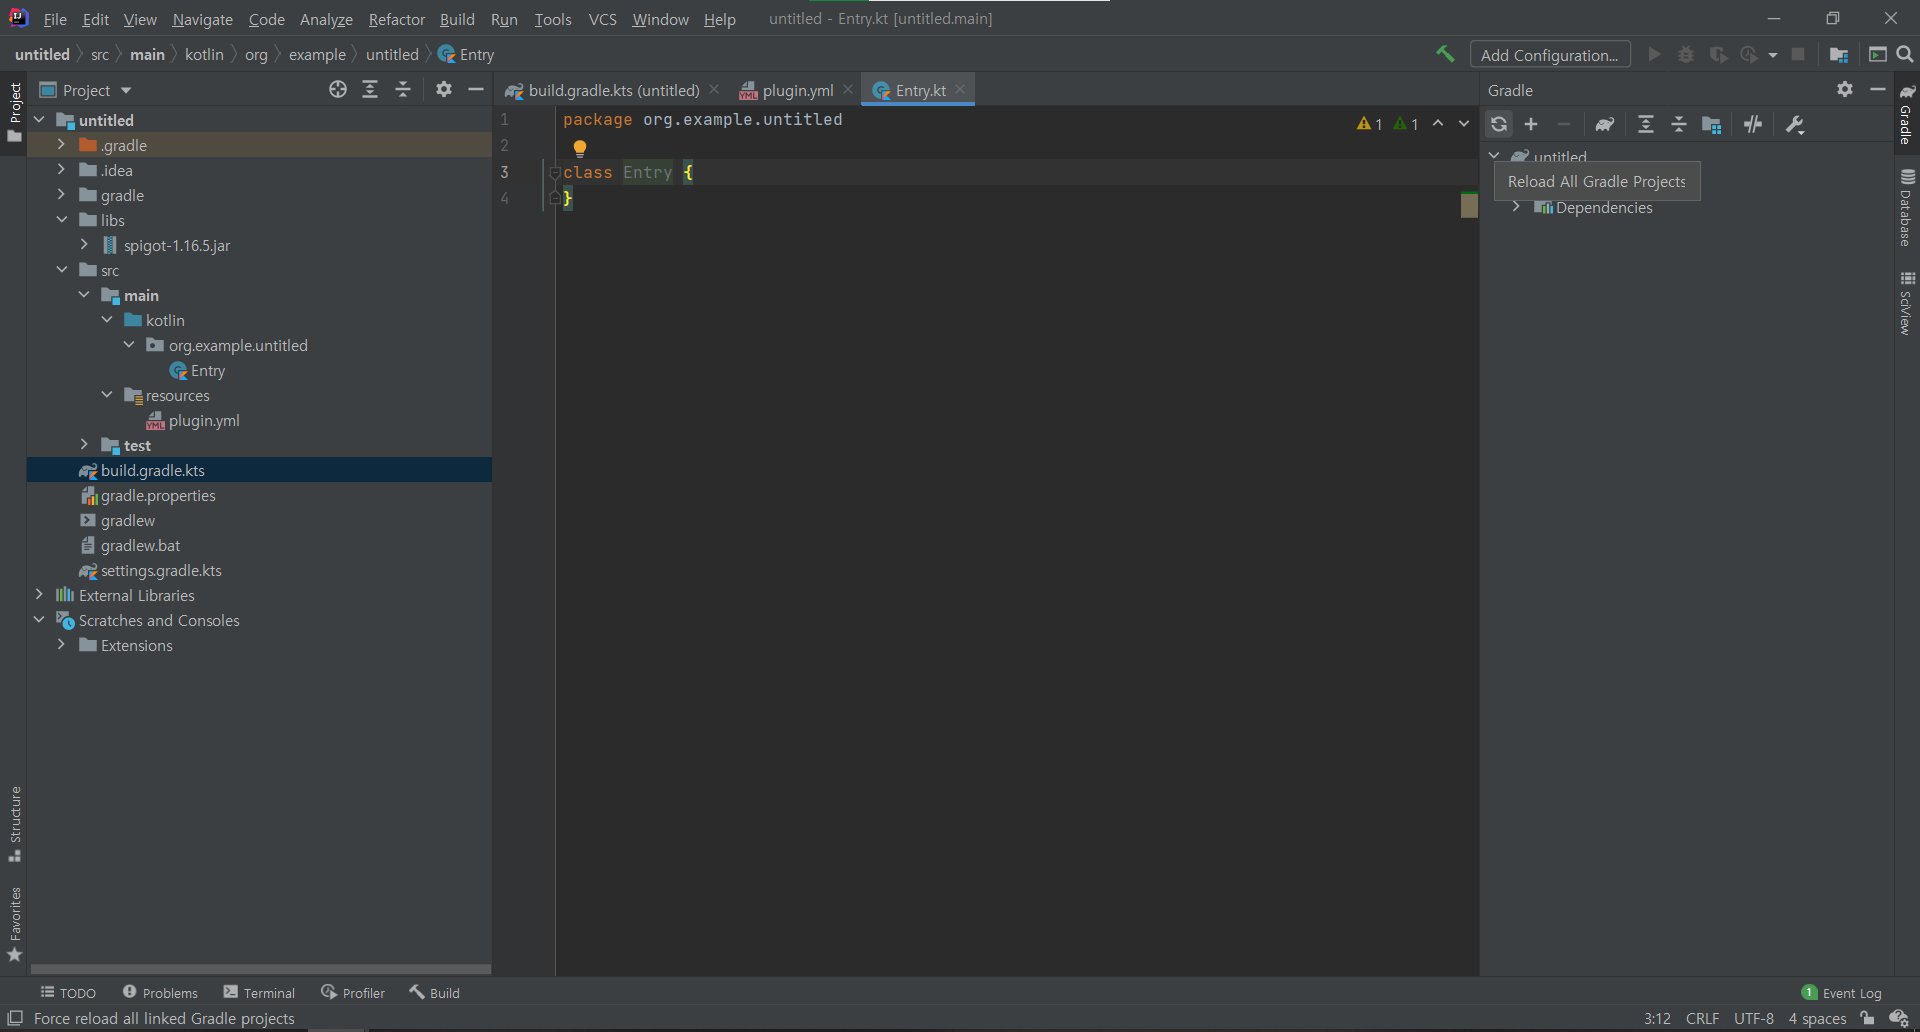 File Edit View Navigate Code Analyze Refactor Build Run Tools VCS Window Help untitled - Entry.kt [untitled.main]
untitled src main kotlin org example untitled Entry Add Configuration...
Project
Project
build.gradle.kts (untitled) plugin.yml Entry.kt
Gradle
Gradle
Database
SciView
untitled
.gradle
.idea
gradle
libs
spigot-1.16.5.jar
src
main
kotlin
org.example.untitled
Entry
resources
plugin.yml
test
build.gradle.kts
gradle.properties
gradlew
gradlew.bat
settings.gradle.kts
External Libraries
Scratches and Consoles
Extensions
1 package org.example.untitled
2
3 class Entry {
4 }
1 1
untitled
Reload All Gradle Projects
Dependencies
Structure
Favorites
TODO Problems Terminal Profiler Build 1 Event Log
Force reload all linked Gradle projects 3:12 CRLF UTF-8 4 spaces